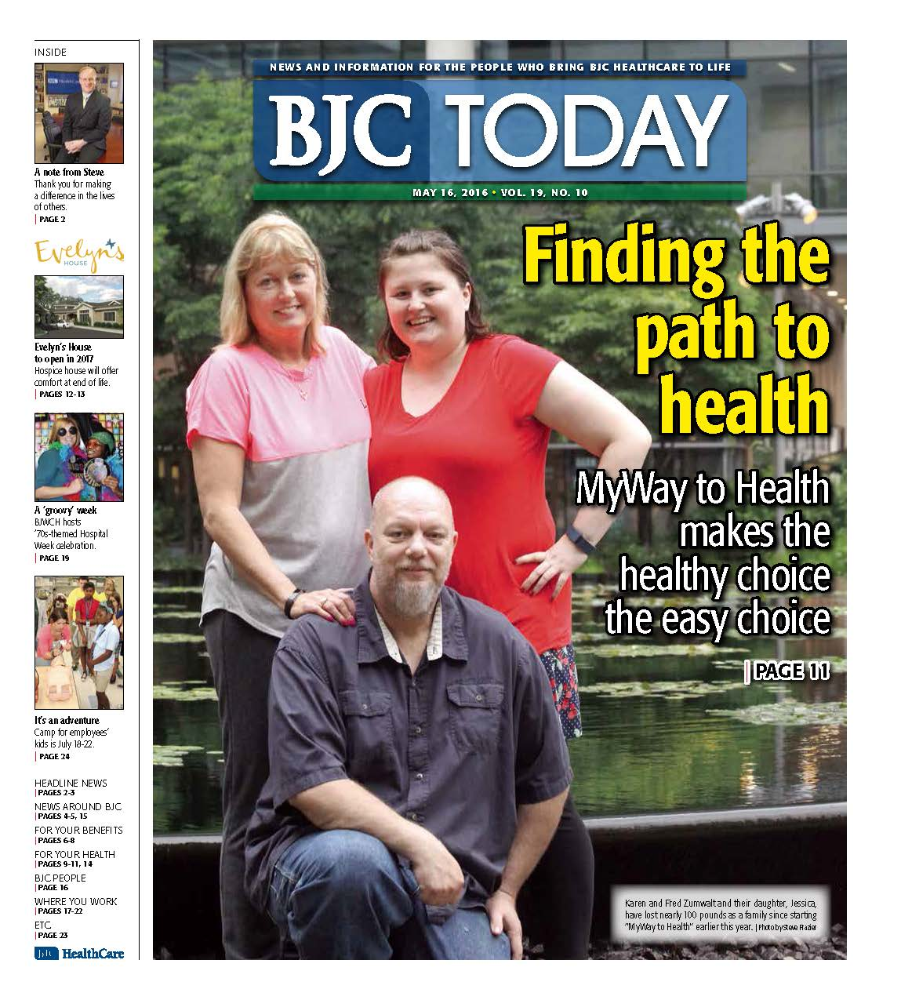 INSIDE
A note from Steve
Thank you for making
a difference in the lives
of others.
| PAGE 2
Evelyn's
HOUSE
Evelyn's House
to open in 2017
Hospice house will offer
comfort at end of life.
| PAGES 12-13
A 'groovy' week
BJWCH hosts
'70s-themed Hospital
Week celebration.
| PAGE 19
It's an adventure
Camp for employees'
kids is July 18-22.
| PAGE 24
HEADLINE NEWS
| PAGES 2-3
NEWS AROUND BJC
| PAGES 4-5, 15
FOR YOUR BENEFITS
| PAGES 6-8
FOR YOUR HEALTH
| PAGES 9-11, 14
BJC PEOPLE
| PAGE 16
WHERE YOU WORK
| PAGES 17-22
ETC
| PAGE 23
BJC HealthCare
NEWS AND INFORMATION FOR THE PEOPLE WHO BRING BJC HEALTHCARE TO LIFE
BJC TODAY
MAY 16, 2016 • VOL. 19, NO. 10
Finding the
path to
health
MyWay to Health
makes the
healthy choice
the easy choice
| PAGE 11
Karen and Fred Zumwalt and their daughter, Jessica,
have lost nearly 100 pounds as a family since starting
"MyWay to Health" earlier this year. | Photo by Steve Frazier